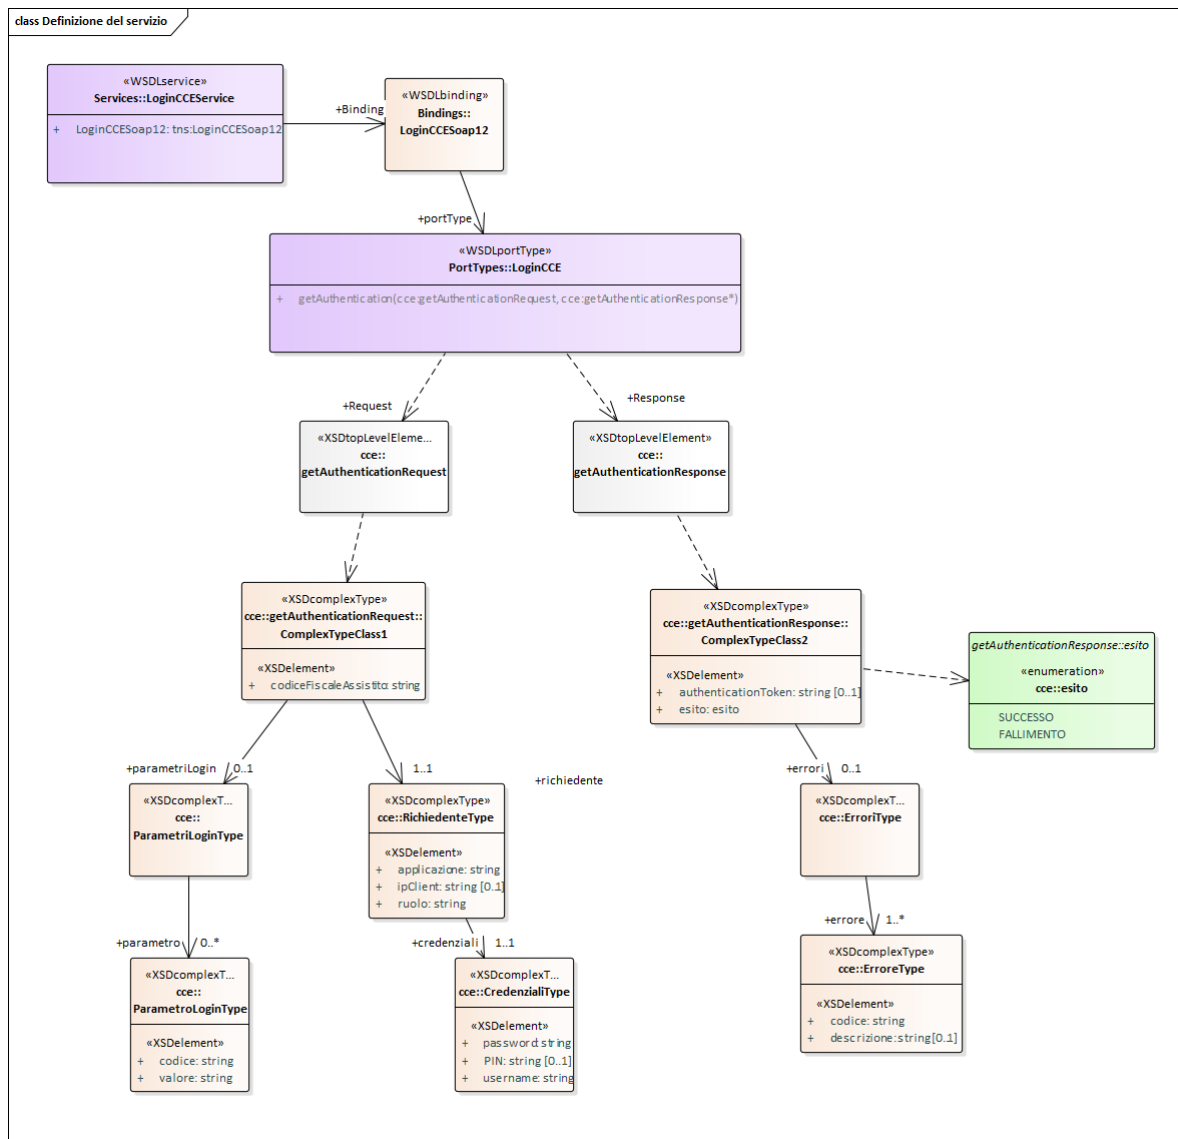 class Definizione del servizio
«WSDLservice»
Services::LoginCCEService
+ LoginCCESoap12: tns:LoginCCESoap12
+Binding
«WSDLbinding»
Bindings::
LoginCCESoap12
+portType
«WSDLportType»
PortTypes::LoginCCE
+ getAuthentication(cce:getAuthenticationRequest, cce:getAuthenticationResponse*)
+Request
+Response
«XSDtopLevelEleme...
cce::
getAuthenticationRequest
«XSDtopLevelElement»
cce::
getAuthenticationResponse
«XSDcomplexType»
cce::getAuthenticationRequest::
ComplexTypeClass1
«XSDelement»
+ codiceFiscaleAssistito: string
«XSDcomplexType»
cce::getAuthenticationResponse::
ComplexTypeClass2
«XSDelement»
+ authenticationToken: string [0..1]
+ esito: esito
getAuthenticationResponse::esito
«enumeration»
cce::esito
SUCCESSO
FALLIMENTO
+parametriLogin 0..1
1..1
+richiedente
+errori 0..1
«XSDcomplexT...
cce::
ParametriLoginType
«XSDcomplexType»
cce::RichiedenteType
«XSDelement»
+ applicazione: string
+ ipClient: string [0..1]
+ ruolo: string
«XSDcomplexT...
cce::ErroriType
+parametro 0..*
+credenziali 1..1
+errore 1..*
«XSDcomplexT...
cce::
ParametroLoginType
«XSDelement»
+ codice: string
+ valore: string
«XSDcomplexT...
cce::CredenzialiType
«XSDelement»
+ password: string
+ PIN: string [0..1]
+ username: string
«XSDcomplexType»
cce::ErroreType
«XSDelement»
+ codice: string
+ descrizione: string [0..1]